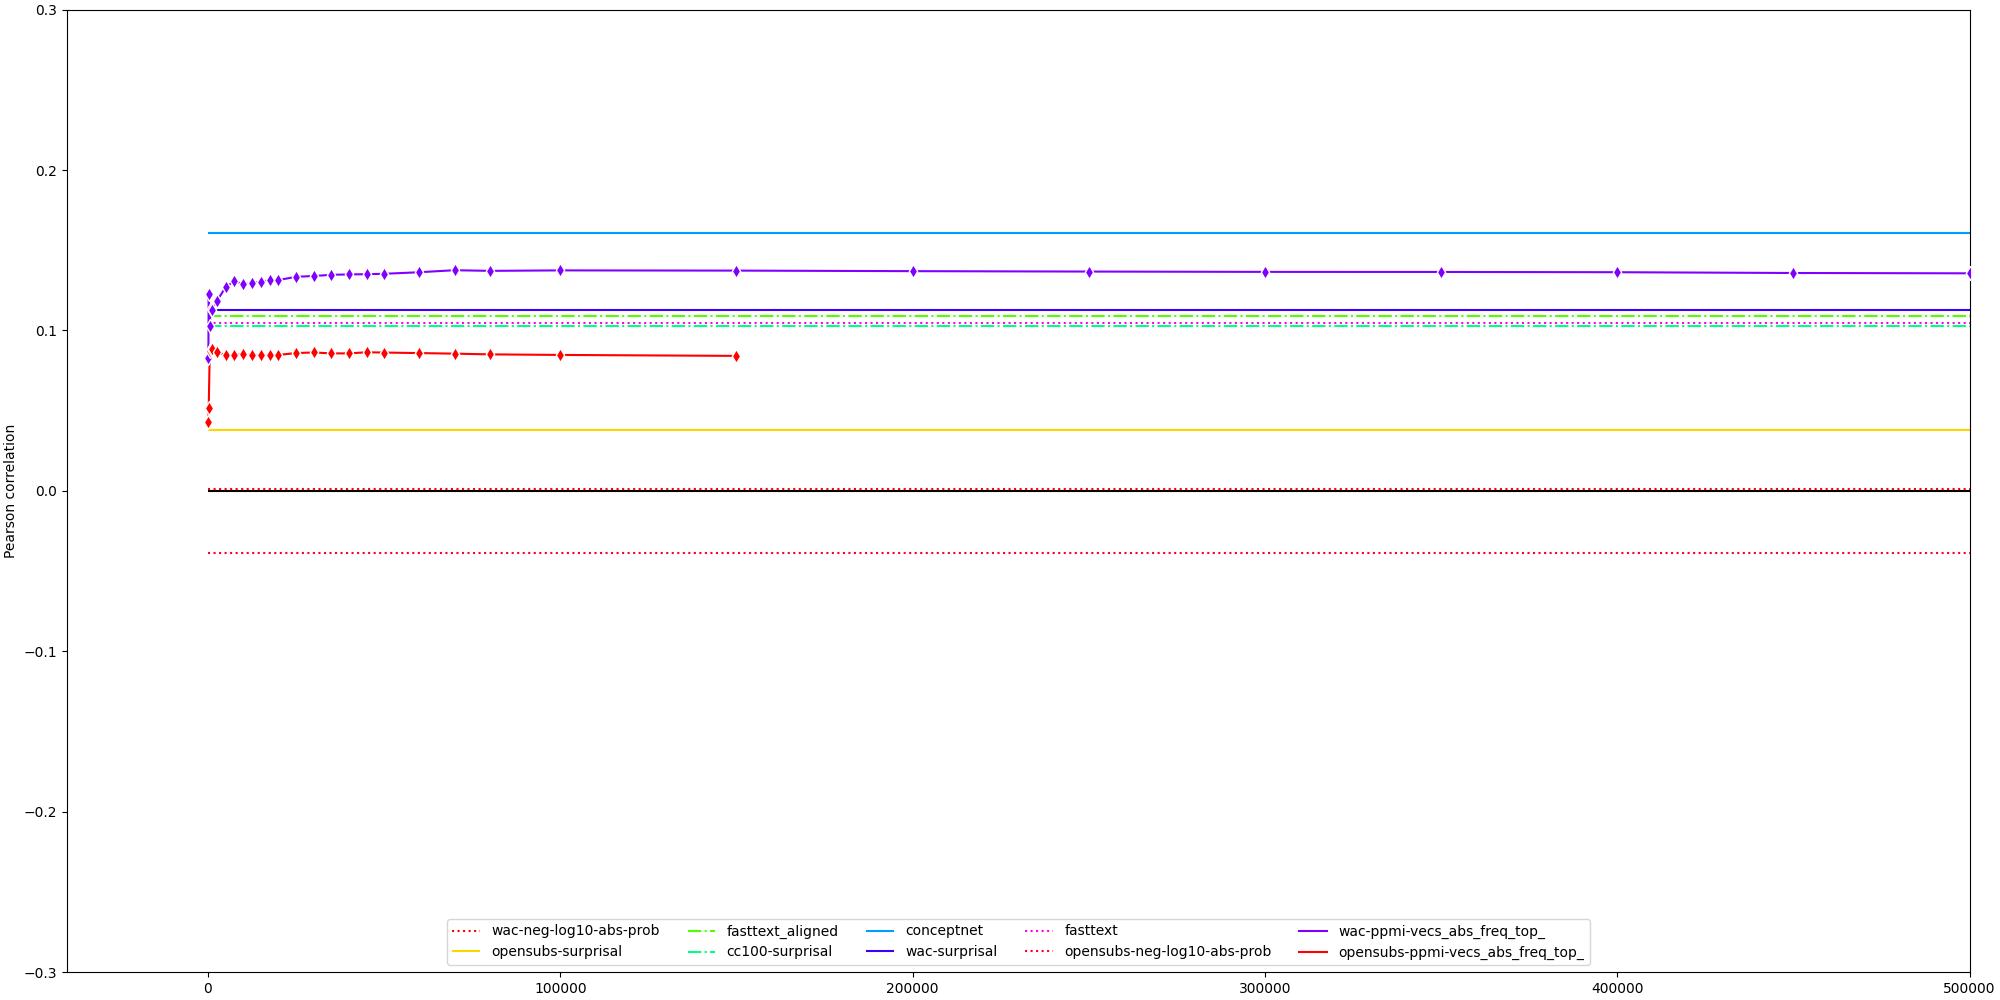 0.3
0.2
0.1
0.0
−0.1
−0.2
−0.3
Pearson correlation
wac-neg-log10-abs-prob
opensubs-surprisal
fasttext_aligned
cc100-surprisal
conceptnet
wac-surprisal
fasttext
opensubs-neg-log10-abs-prob
wac-ppmi-vecs_abs_freq_top_
opensubs-ppmi-vecs_abs_freq_top_
0 100000 200000 300000 400000 500000